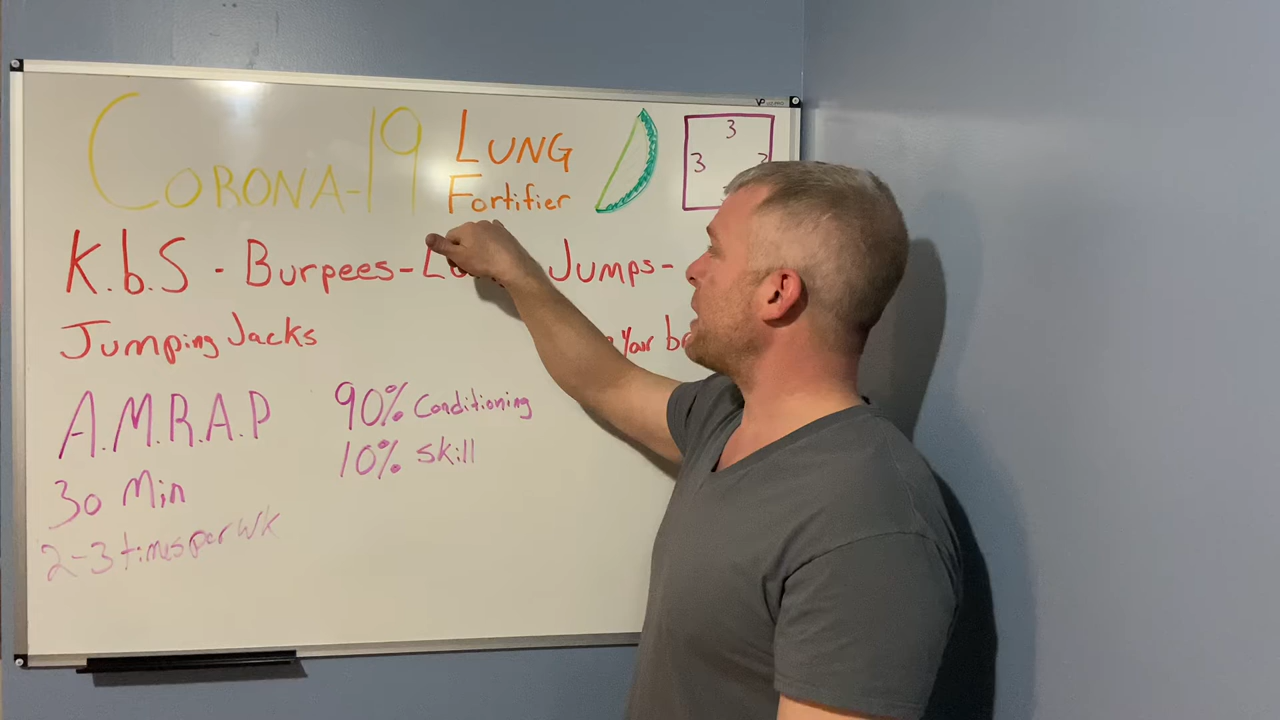 CORONA-19 LUNG Fortifier
3
3
K.b.S - Burpees - Jumps -
Jumping Jacks your
A.M.R.A.P 90% Conditioning
30 Min 10% Skill
2-3 times per wk